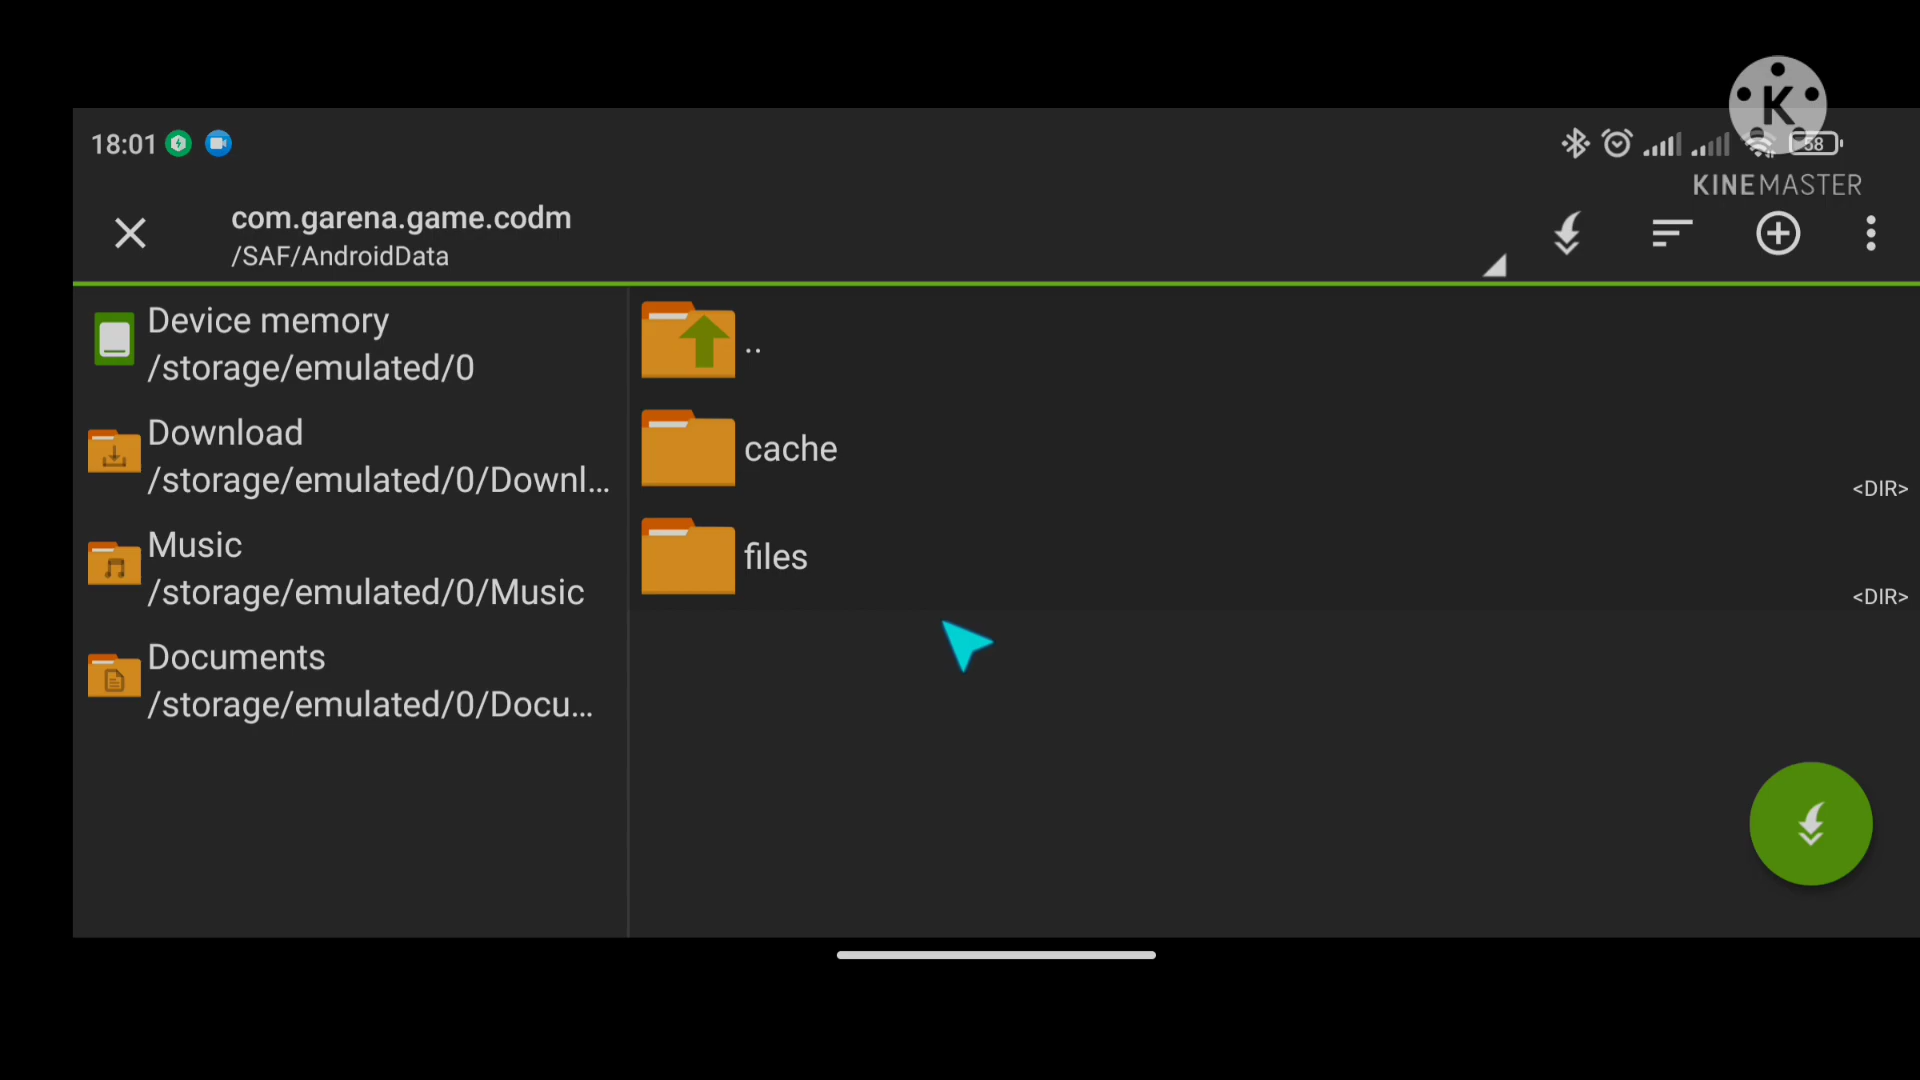 18:01
58
K
KINEMASTER
com.garena.game.codm
/SAF/AndroidData
Device memory
/storage/emulated/0
Download
/storage/emulated/0/Downl...
Music
/storage/emulated/0/Music
Documents
/storage/emulated/0/Docu...
..
cache
<DIR>
files
<DIR>